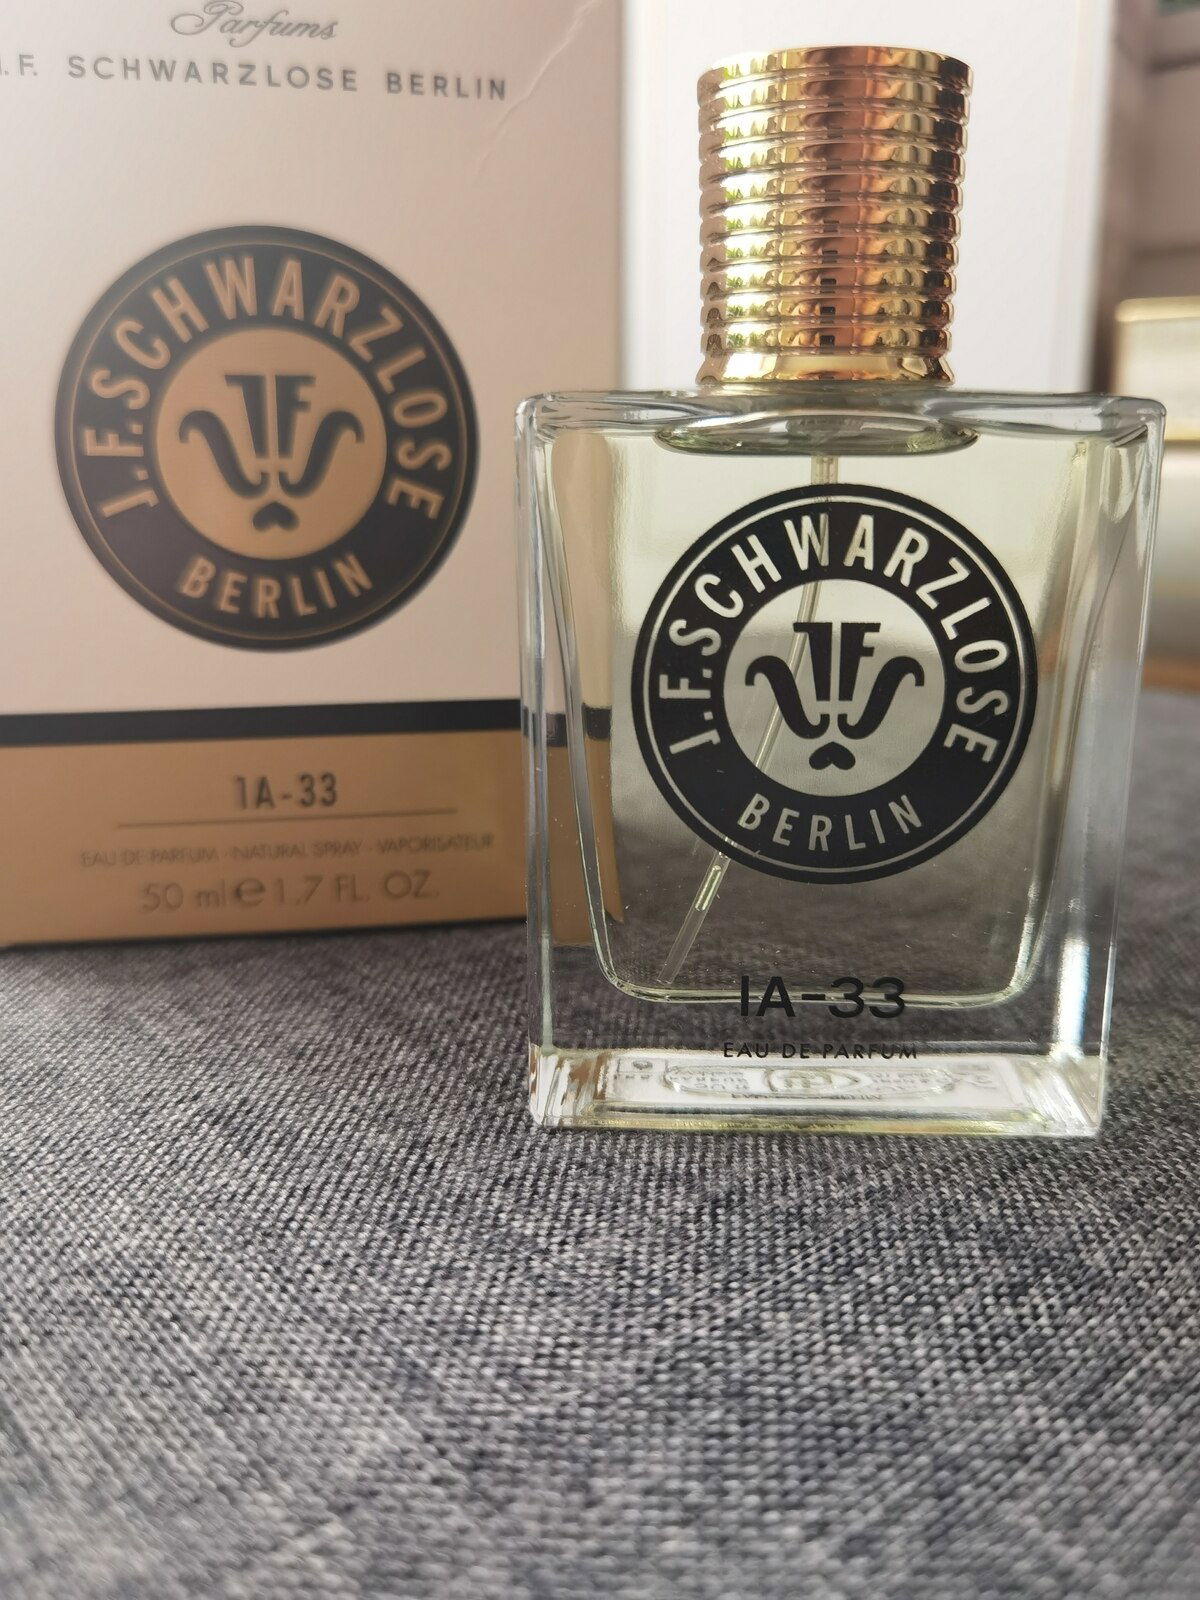 Parfums
J.F. SCHWARZLOSE BERLIN
J.F. SCHWARZLOSE
JF
BERLIN
1A-33
EAU DE PARFUM · NATURAL SPRAY · VAPORISATEUR
50 ml e 1.7 FL. OZ.
J.F. SCHWARZLOSE
JF
BERLIN
1A-33
EAU DE PARFUM